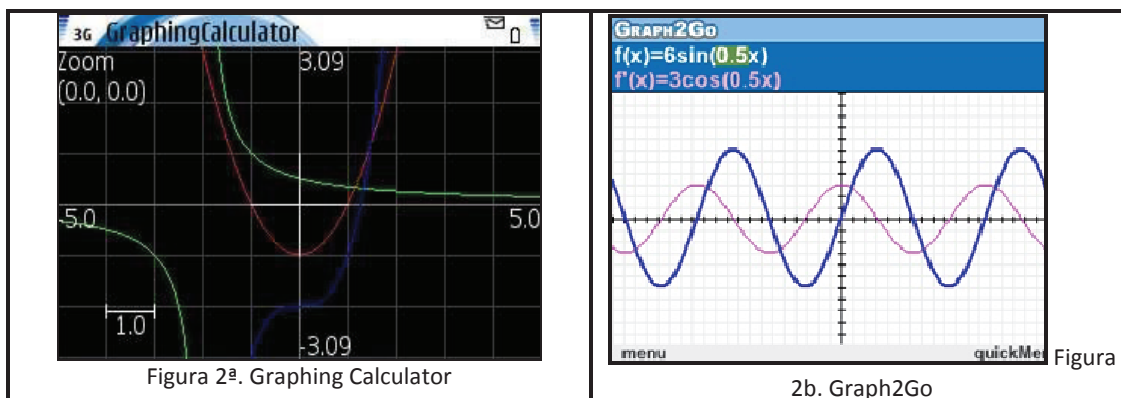 3G GraphingCalculator
Zoom
(0.0, 0.0)
3.09
-5.0
5.0
1.0
-3.09
Figura 2ª. Graphing Calculator
GRAPH2GO
f(x)=6sin(0.5x)
f'(x)=3cos(0.5x)
menu
quickMe
Figura
2b. Graph2Go